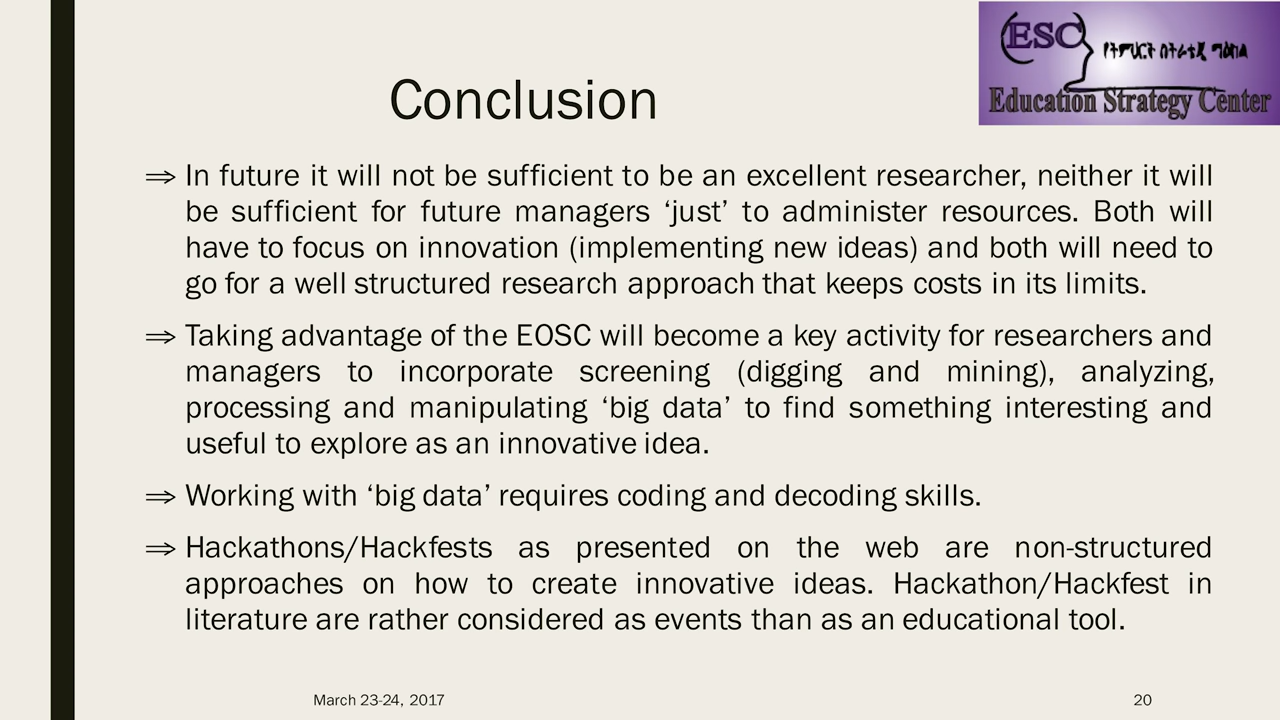 ESC
የትምህርት ስትራቴጂ ማዕከል
Education Strategy Center
Conclusion
⇒ In future it will not be sufficient to be an excellent researcher, neither it will
be sufficient for future managers ‘just’ to administer resources. Both will
have to focus on innovation (implementing new ideas) and both will need to
go for a well structured research approach that keeps costs in its limits.
⇒ Taking advantage of the EOSC will become a key activity for researchers and
managers to incorporate screening (digging and mining), analyzing,
processing and manipulating ‘big data’ to find something interesting and
useful to explore as an innovative idea.
⇒ Working with ‘big data’ requires coding and decoding skills.
⇒ Hackathons/Hackfests as presented on the web are non-structured
approaches on how to create innovative ideas. Hackathon/Hackfest in
literature are rather considered as events than as an educational tool.
March 23-24, 2017
20